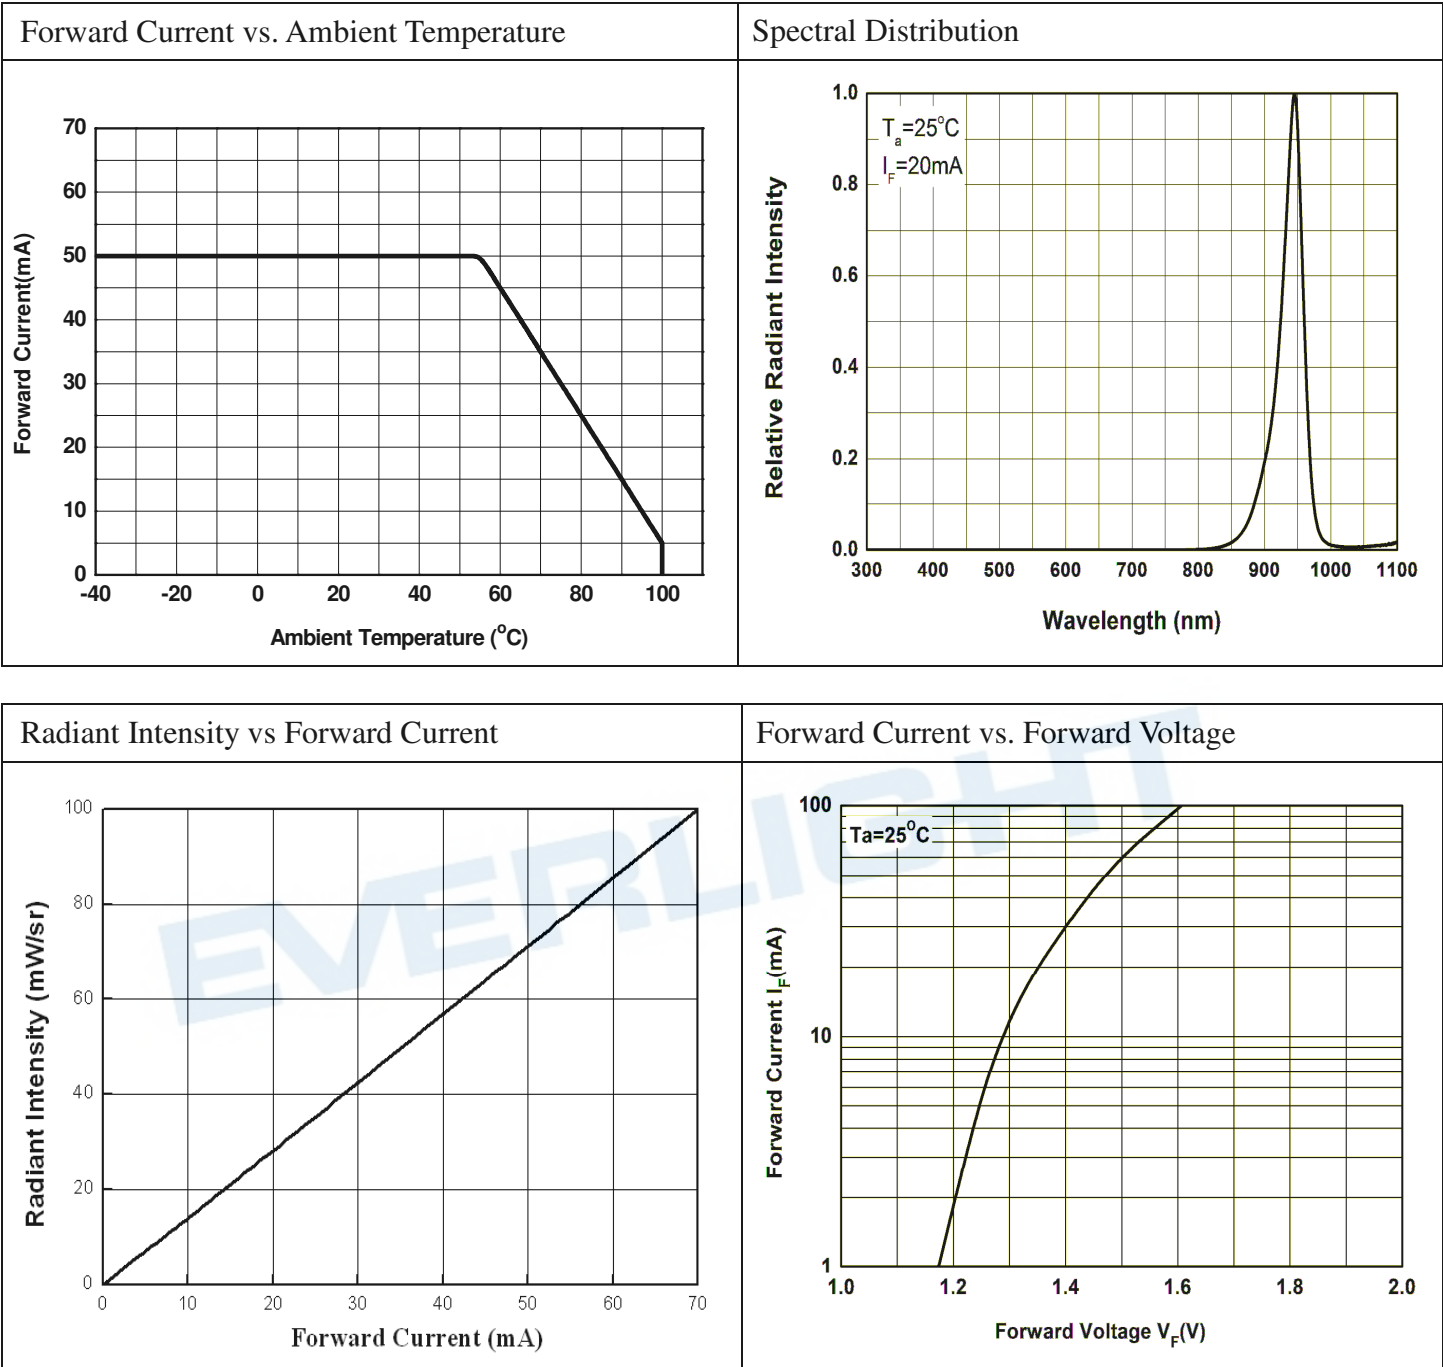 Forward Current vs. Ambient Temperature
Spectral Distribution
70
60
50
40
30
20
10
0
Forward Current(mA)
-40 -20 0 20 40 60 80 100
Ambient Temperature (°C)
1.0
0.8
0.6
0.4
0.2
0.0
Ta=25°C
IF=20mA
Relative Radiant Intensity
300 400 500 600 700 800 900 1000 1100
Wavelength (nm)
Radiant Intensity vs Forward Current
Forward Current vs. Forward Voltage
EVERLIGHT
100
80
60
40
20
0
Radiant Intensity (mW/sr)
0 10 20 30 40 50 60 70
Forward Current (mA)
100
10
1
Ta=25°C
Forward Current IF(mA)
1.0 1.2 1.4 1.6 1.8 2.0
Forward Voltage VF(V)